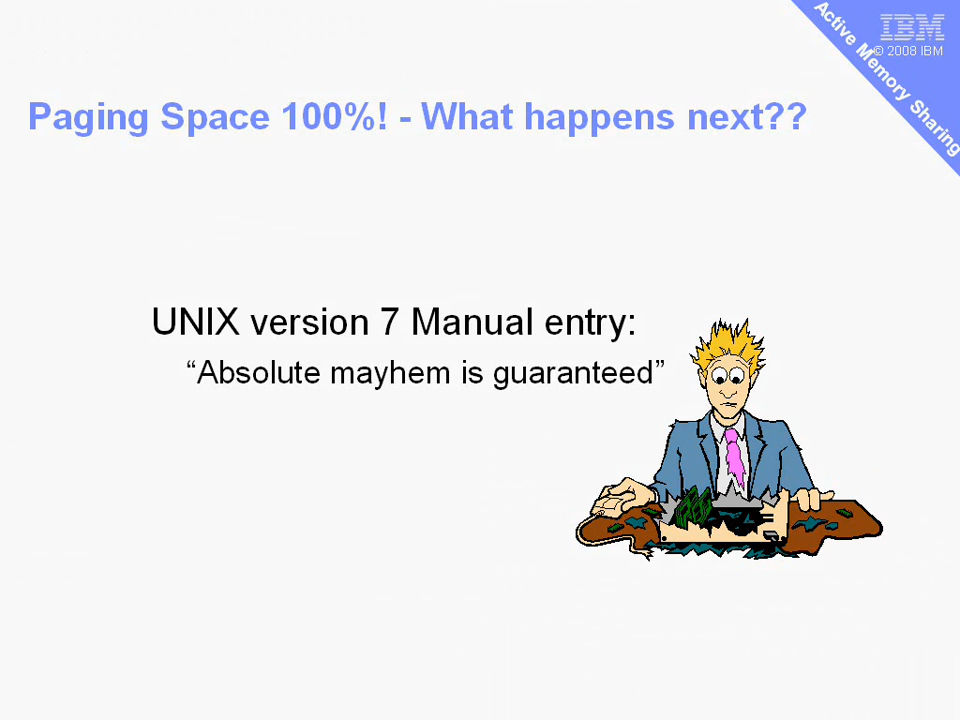 IBM
© 2008 IBM
Active Memory Sharing
Paging Space 100%! - What happens next??
UNIX version 7 Manual entry:
“Absolute mayhem is guaranteed”